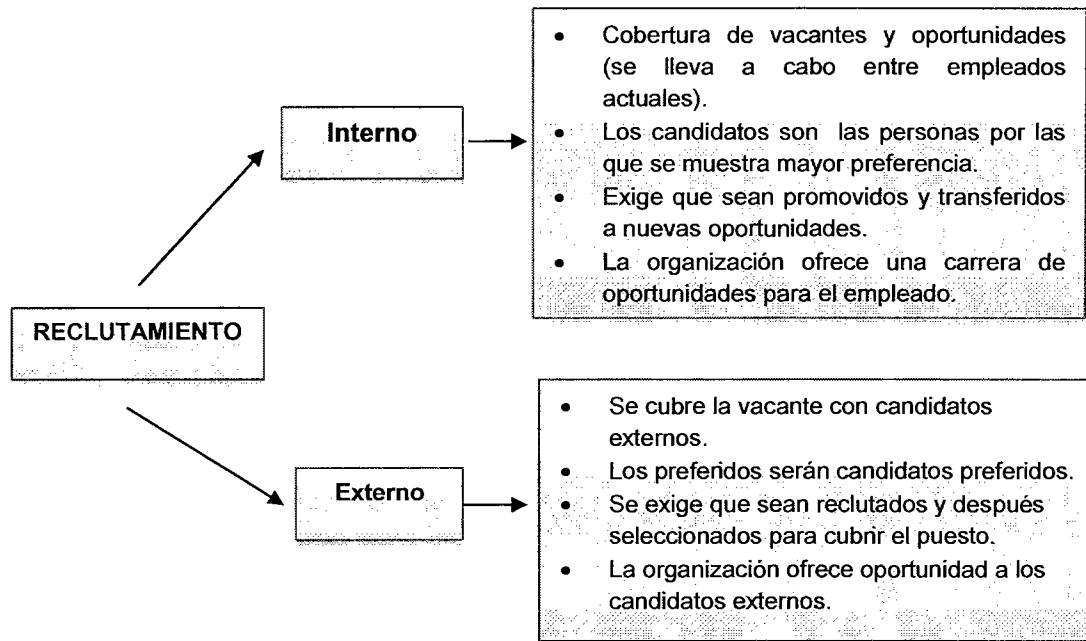 • Cobertura de vacantes y oportunidades
(se lleva a cabo entre empleados
actuales).
• Los candidatos son las personas por las
que se muestra mayor preferencia.
• Exige que sean promovidos y transferidos
a nuevas oportunidades.
• La organización ofrece una carrera de
oportunidades para el empleado.
Interno
RECLUTAMIENTO
Externo
• Se cubre la vacante con candidatos
externos.
• Los preferidos serán candidatos preferidos.
• Se exige que sean reclutados y después
seleccionados para cubrir el puesto.
• La organización ofrece oportunidad a los
candidatos externos.